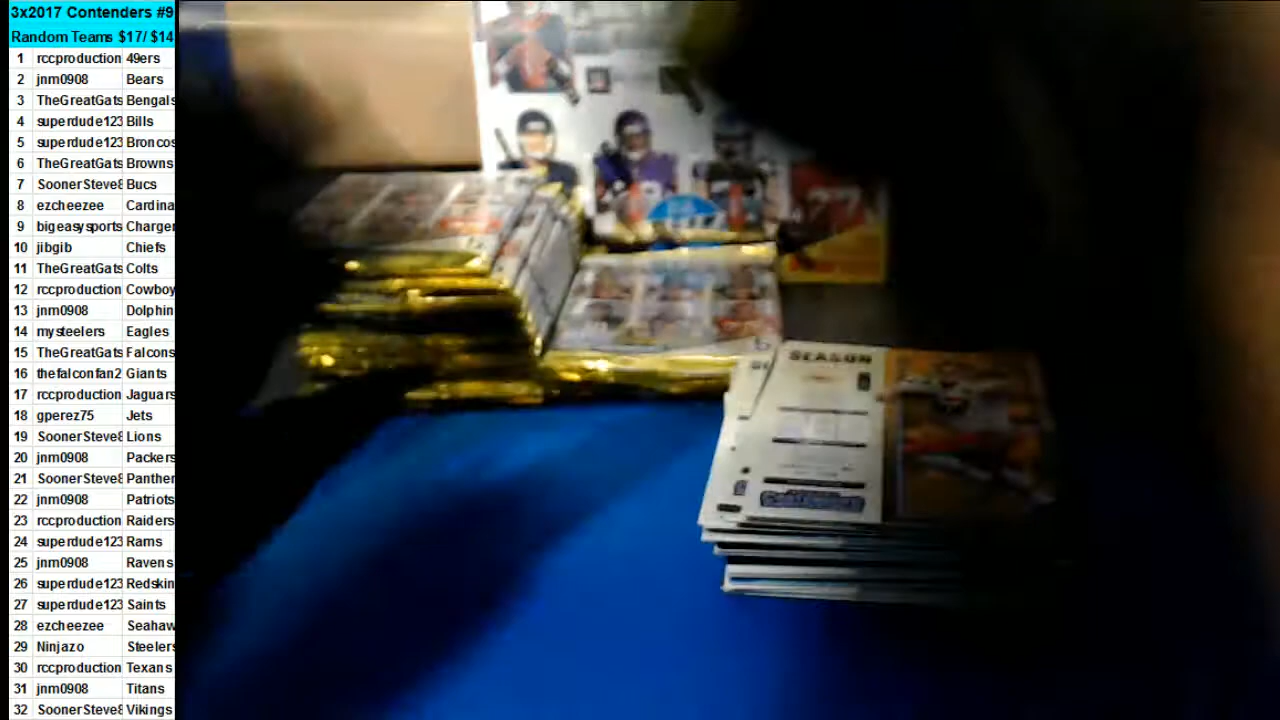 3x2017 Contenders #9
Random Teams $17/ $14
1 rccproduction 49ers
2 jnm0908 Bears
3 TheGreatGats Bengals
4 superdude123 Bills
5 superdude123 Broncos
6 TheGreatGats Browns
7 SoonerSteve8 Bucs
8 ezcheezee Cardina
9 bigeasysports Charger
10 jibgib Chiefs
11 TheGreatGats Colts
12 rccproduction Cowboy
13 jnm0908 Dolphin
14 mysteelers Eagles
15 TheGreatGats Falcons
16 thefalconfan2 Giants
17 rccproduction Jaguars
18 gperez75 Jets
19 SoonerSteve8 Lions
20 jnm0908 Packers
21 SoonerSteve8 Panther
22 jnm0908 Patriots
23 rccproduction Raiders
24 superdude123 Rams
25 jnm0908 Ravens
26 superdude123 Redskin
27 superdude123 Saints
28 ezcheezee Seahaw
29 Ninjazo Steelers
30 rccproduction Texans
31 jnm0908 Titans
32 SoonerSteve8 Vikings
SEASON
CONTENDERS